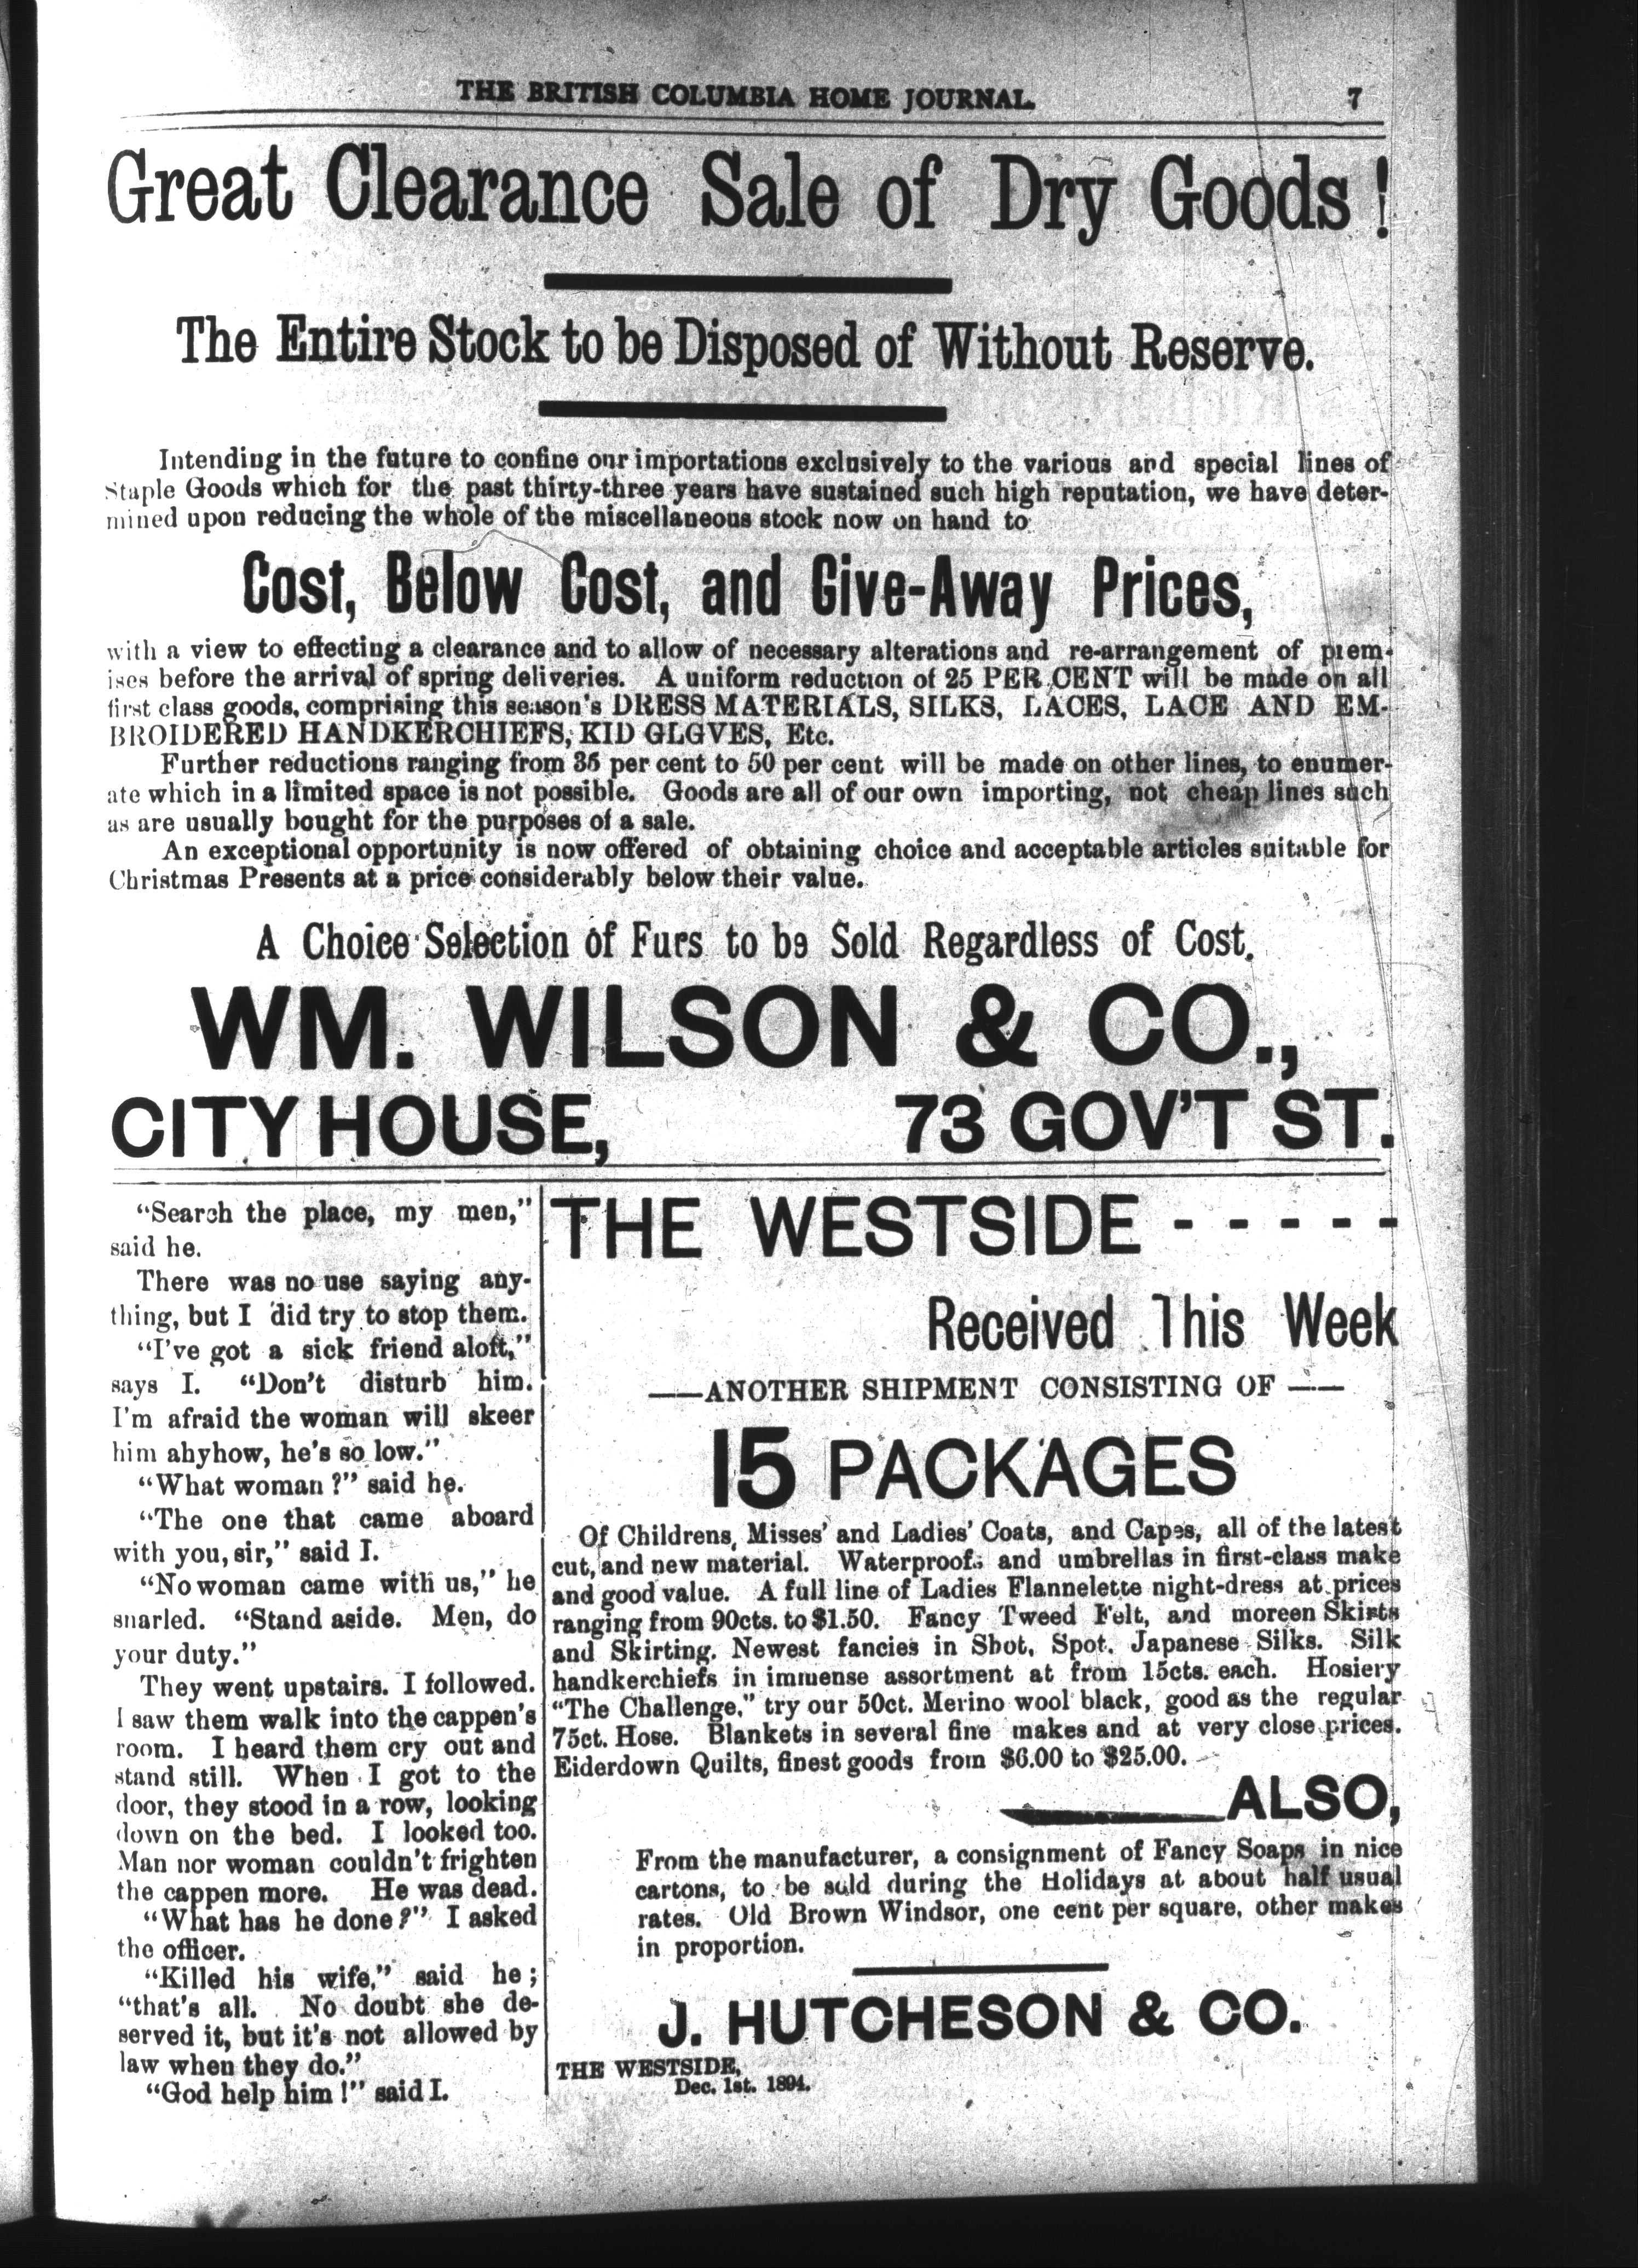 THE BRITISH COLUMBIA HOME JOURNAL. 7
Great Clearance Sale of Dry Goods!
The Entire Stock to be Disposed of Without Reserve.
Intending in the future to confine our importations exclusively to the various and special lines of
Staple Goods which for the past thirty-three years have sustained such high reputation, we have deter-
mined upon reducing the whole of the miscellaneous stock now on hand to
Cost, Below Cost, and Give-Away Prices,
with a view to effecting a clearance and to allow of necessary alterations and re-arrangement of prem-
ises before the arrival of spring deliveries. A uniform reduction of 25 PER CENT will be made on all
first class goods, comprising this season's DRESS MATERIALS, SILKS, LACES, LACE AND EM-
BROIDERED HANDKERCHIEFS, KID GLGVES, Etc.
Further reductions ranging from 35 per cent to 50 per cent will be made on other lines, to enumer-
ate which in a limited space is not possible. Goods are all of our own importing, not cheap lines such
as are usually bought for the purposes of a sale.
An exceptional opportunity is now offered of obtaining choice and acceptable articles suitable for
Christmas Presents at a price considerably below their value.
A Choice Selection of Furs to be Sold Regardless of Cost.
WM. WILSON & CO.,
CITY HOUSE, 73 GOV'T ST.
"Search the place, my men,"
said he.
There was no use saying any-
thing, but I did try to stop them.
"I've got a sick friend aloft,"
says I. "Don't disturb him.
I'm afraid the woman will skeer
him ahyhow, he's so low."
"What woman?" said he.
"The one that came aboard
with you, sir," said I.
"No woman came with us," he
snarled. "Stand aside. Men, do
your duty."
They went upstairs. I followed.
I saw them walk into the cappen's
room. I heard them cry out and
stand still. When I got to the
door, they stood in a row, looking
down on the bed. I looked too.
Man nor woman couldn't frighten
the cappen more. He was dead.
"What has he done?" I asked
the officer.
"Killed his wife," said he;
"that's all. No doubt she de-
served it, but it's not allowed by
law when they do."
"God help him!" said I.
THE WESTSIDE - - - - -
Received This Week
——ANOTHER SHIPMENT CONSISTING OF ——
15 PACKAGES
Of Childrens, Misses' and Ladies' Coats, and Capes, all of the latest
cut, and new material. Waterproofs and umbrellas in first-class make
and good value. A full line of Ladies Flannelette night-dress at prices
ranging from 90cts. to $1.50. Fancy Tweed Felt, and moreen Skirts
and Skirting. Newest fancies in Shot, Spot, Japanese Silks. Silk
handkerchiefs in immense assortment at from 15cts. each. Hosiery
"The Challenge," try our 50ct. Merino wool black, good as the regular
75ct. Hose. Blankets in several fine makes and at very close prices.
Eiderdown Quilts, finest goods from $6.00 to $25.00.
ALSO,
From the manufacturer, a consignment of Fancy Soaps in nice
cartons, to be suld during the Holidays at about half usual
rates. Old Brown Windsor, one cent per square, other makes
in proportion.
J. HUTCHESON & CO.
THE WESTSIDE,
Dec. 1st. 1894.